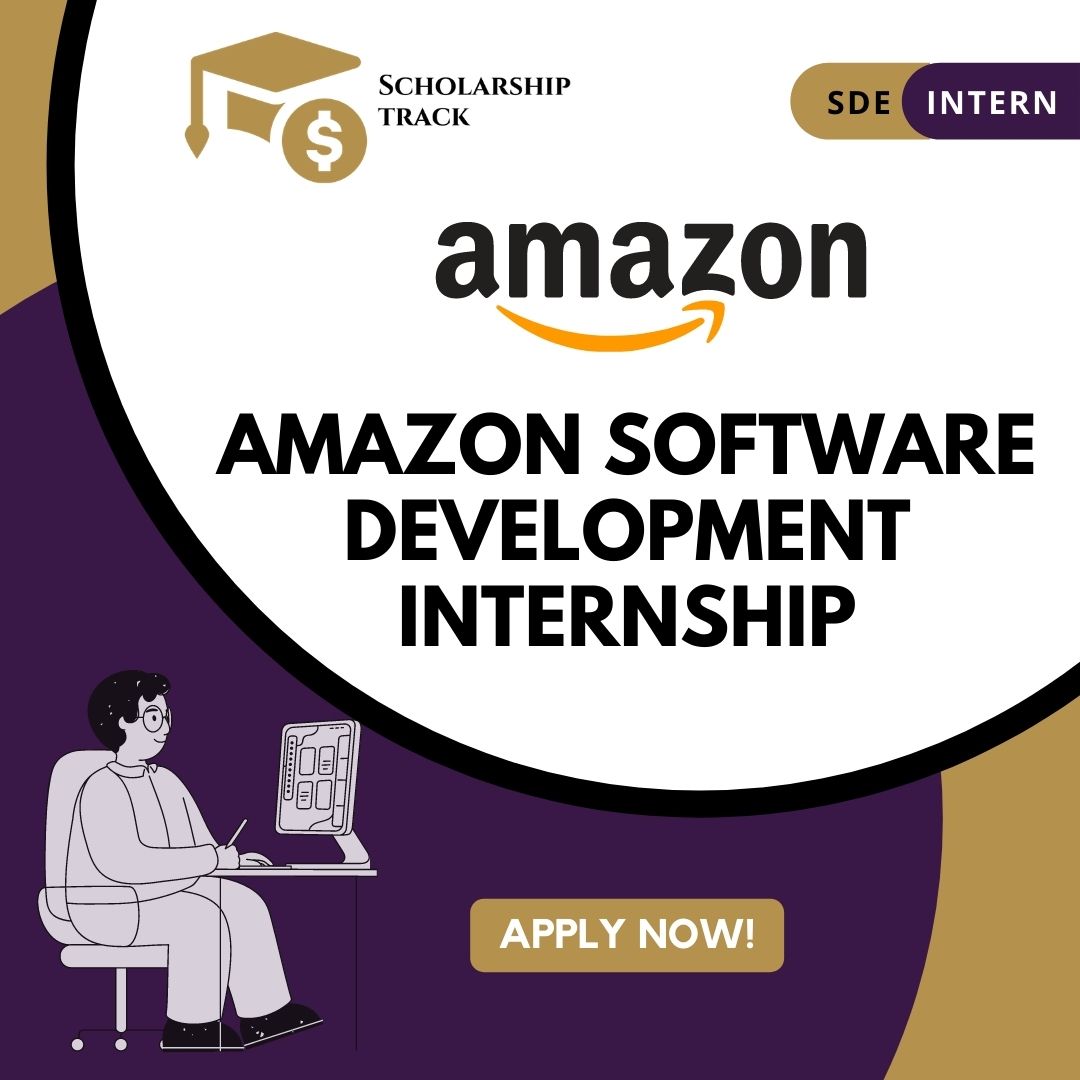 Scholarship
track
SDE INTERN
amazon
AMAZON SOFTWARE
DEVELOPMENT
INTERNSHIP
APPLY NOW!